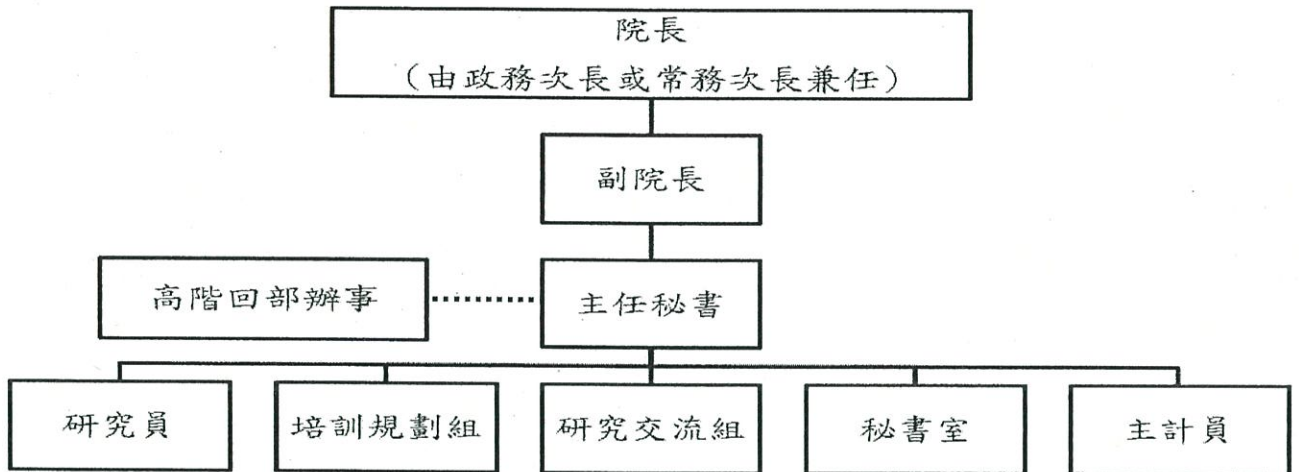 院長
（由政務次長或常務次長兼任）
副院長
高階回部辦事
主任秘書
研究員
培訓規劃組
研究交流組
秘書室
主計員